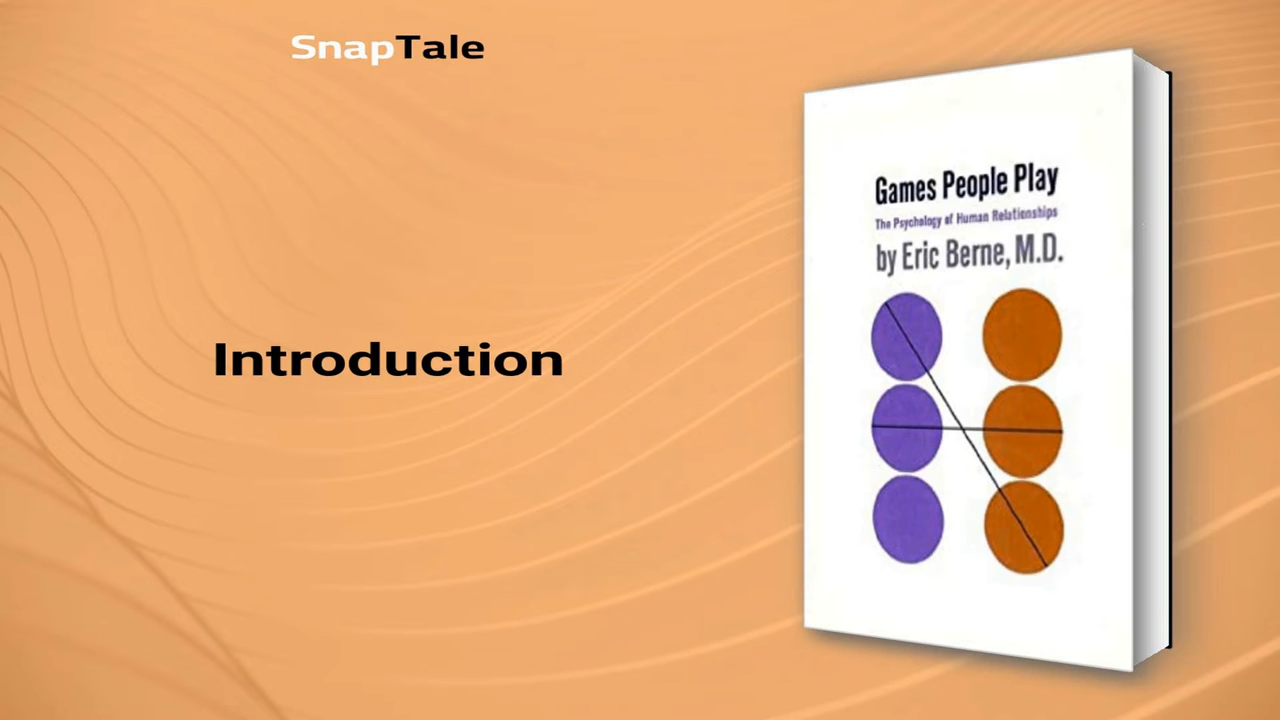 SnapTale
Introduction
Games People Play
The Psychology of Human Relationships
by Eric Berne, M.D.